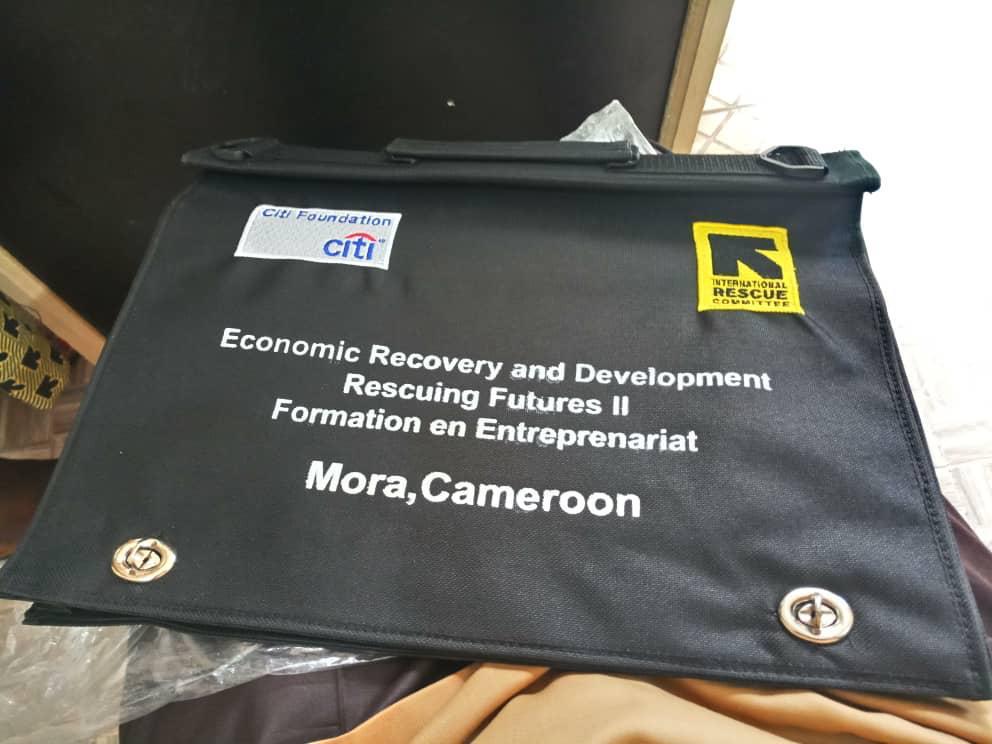 Citi Foundation
citi
INTERNATIONAL
RESCUE
COMMITTEE
Economic Recovery and Development
Rescuing Futures II
Formation en Entreprenariat
Mora,Cameroon